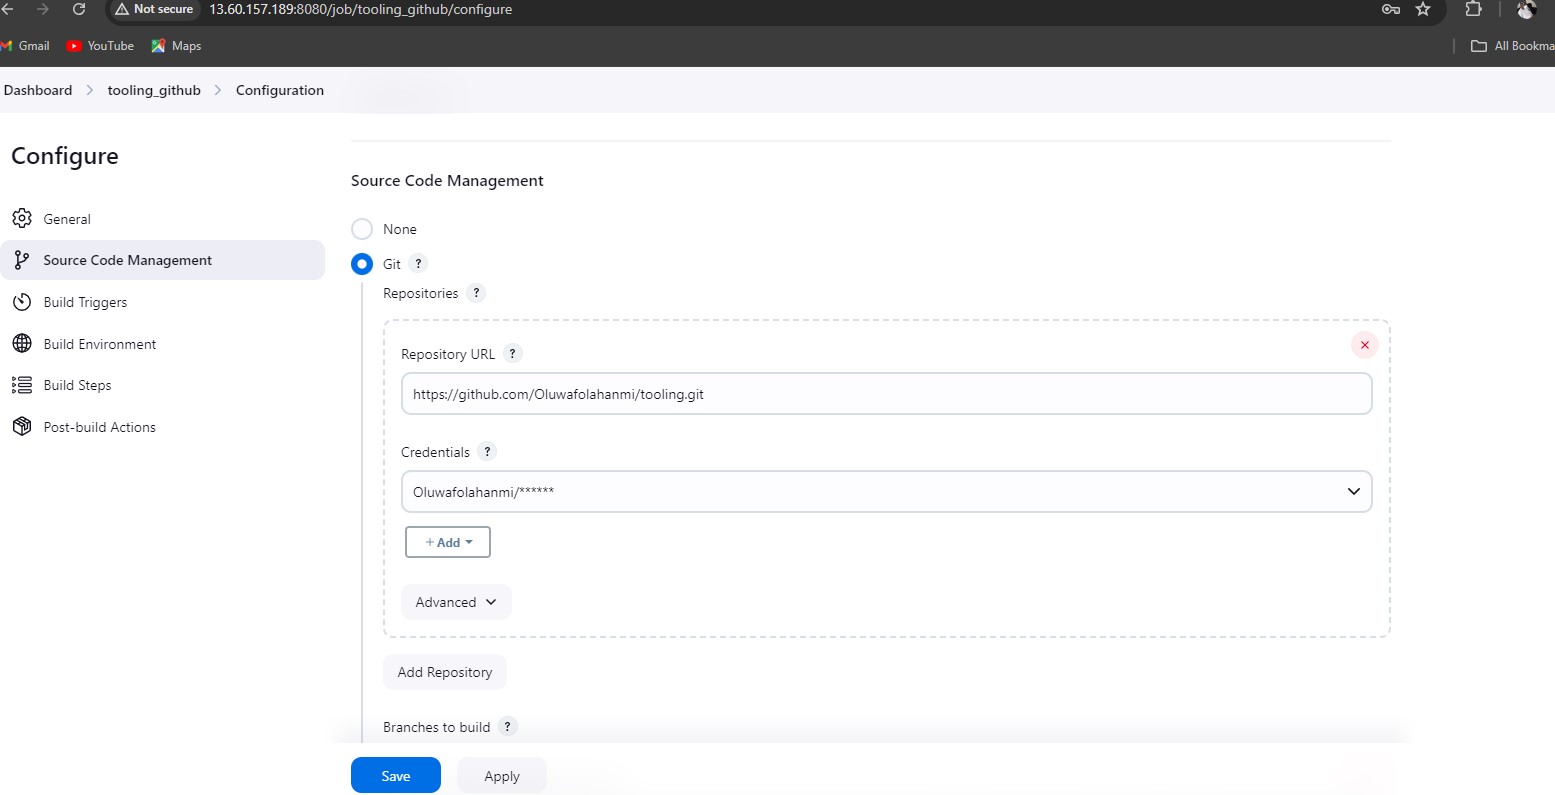 Not secure 13.60.157.189:8080/job/tooling_github/configure
Gmail YouTube Maps All Bookma
Dashboard tooling_github Configuration
Configure
General
Source Code Management
Build Triggers
Build Environment
Build Steps
Post-build Actions
Source Code Management
None
Git ?
Repositories ?
Repository URL ?
https://github.com/Oluwafolahanmi/tooling.git
Credentials ?
Oluwafolahanmi/******
+ Add
Advanced
Add Repository
Branches to build ?
Save Apply